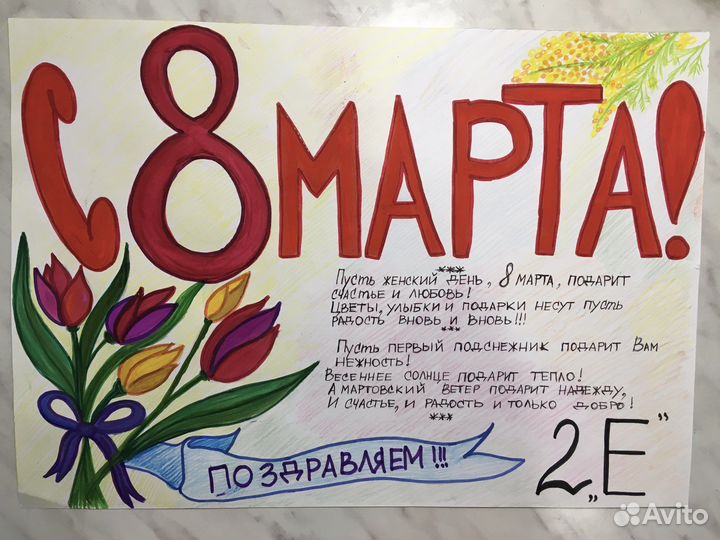 С 8 МАРТА!
***
Пусть женский день, 8 марта, подарит
счастье и любовь!
Цветы, улыбки и подарки несут пусть
радость вновь и вновь!!!
***
Пусть первый подснежник подарит Вам
нежность!
Весеннее солнце подарит тепло!
А мартовский ветер подарит надежду,
И счастье, и радость и только добро!
***
ПОЗДРАВЛЯЕМ!!!
2 „Е"
Avito